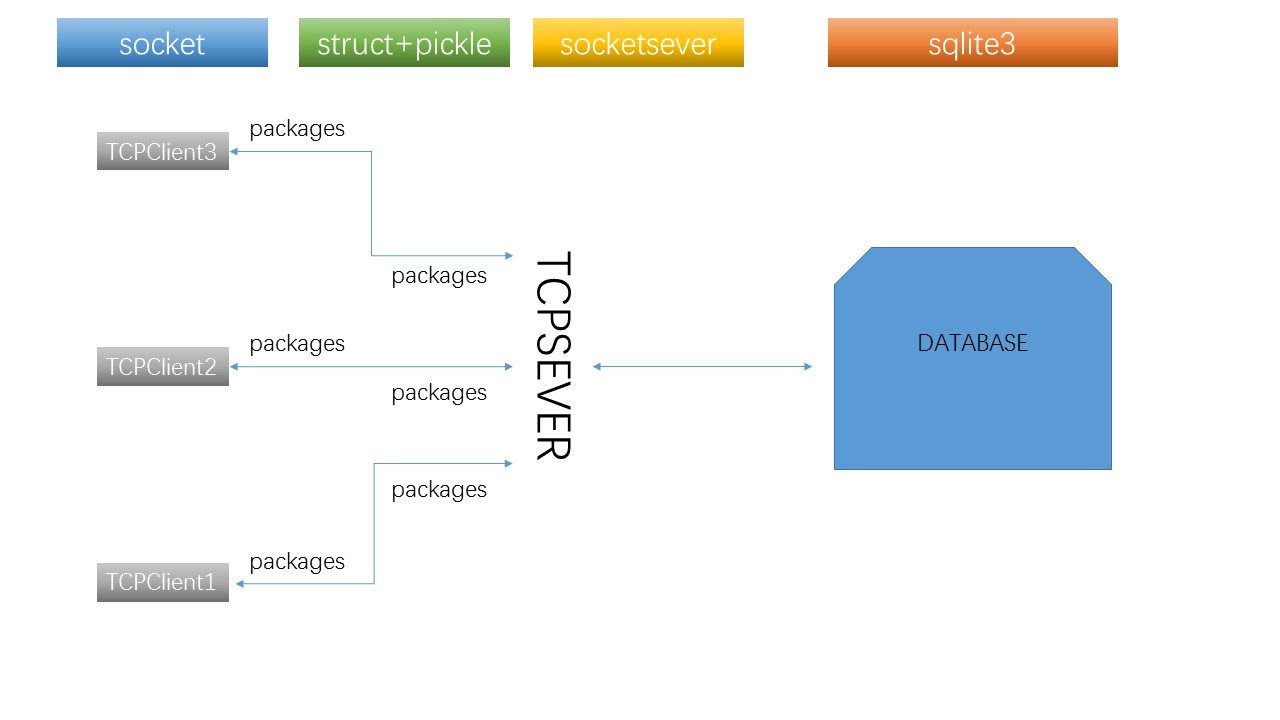 socket
struct+pickle
socketsever
sqlite3
packages
TCPClient3
packages
TCPSEVER
packages
TCPClient2
packages
DATABASE
packages
packages
TCPClient1